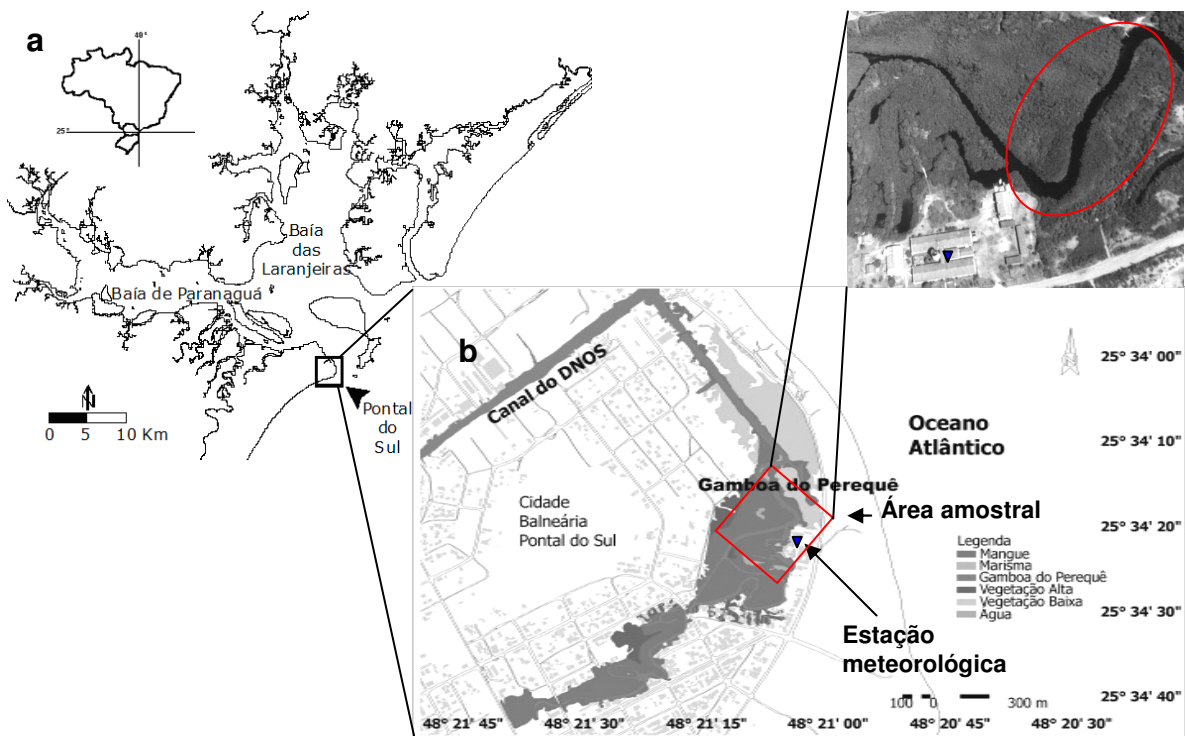 a
48°
25°
Baía
das
Laranjeiras
Baía de Paranaguá
N
0 5 10 Km
Pontal
do
Sul
b
Canal do DNOS
Oceano
Atlântico
Gamboa do Perequê
Cidade
Balneária
Pontal do Sul
Área amostral
Legenda
Mangue
Marisma
Gamboa do Perequê
Vegetação Alta
Vegetação Baixa
Água
Estação
meteorológica
25° 34' 00"
25° 34' 10"
25° 34' 20"
25° 34' 30"
25° 34' 40"
100 0 300 m
48° 21' 45" 48° 21' 30" 48° 21' 15" 48° 21' 00" 48° 20' 45" 48° 20' 30"